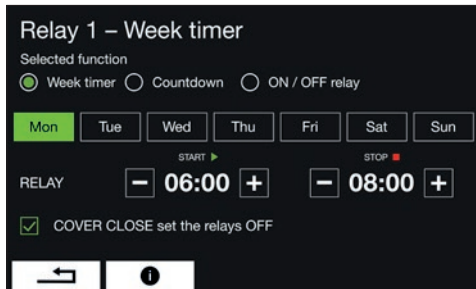 Relay 1 – Week timer
Selected function
Week timer Countdown ON / OFF relay
Mon Tue Wed Thu Fri Sat Sun
START STOP
RELAY − 06:00 + − 08:00 +
COVER CLOSE set the relays OFF
i